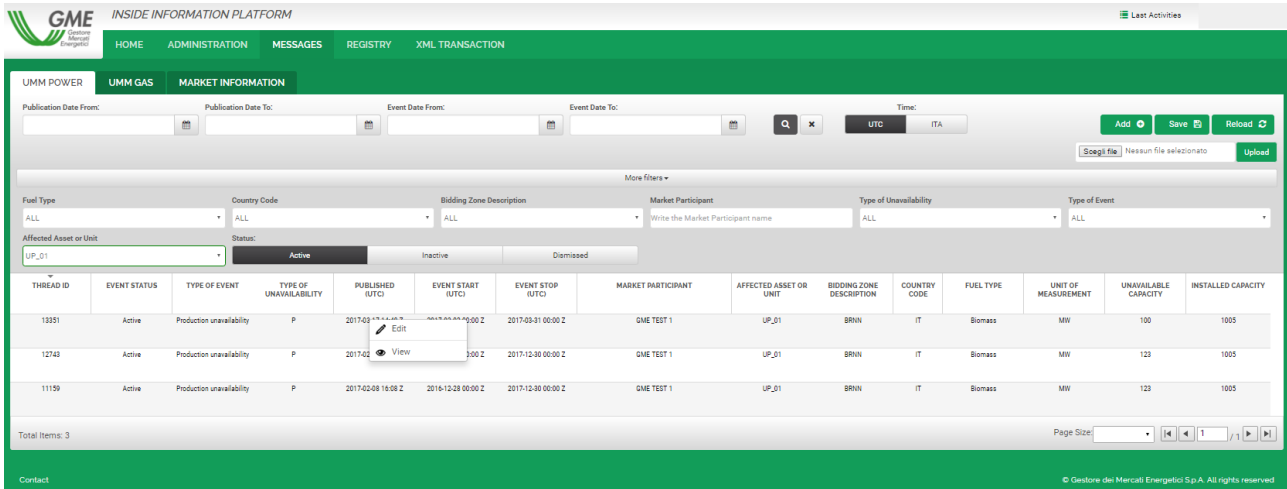 GME
Gestore
Mercati
Energetici
INSIDE INFORMATION PLATFORM
Last Activities
HOME ADMINISTRATION MESSAGES REGISTRY XML TRANSACTION
UMM POWER UMM GAS MARKET INFORMATION
Publication Date From: Publication Date To: Event Date From: Event Date To: Time:
UTC ITA Add Save Reload
Scegli file Nessun file selezionato Upload
More filters
Fuel Type Country Code Bidding Zone Description Market Participant Type of Unavailability Type of Event
ALL ALL ALL Write the Market Participant name ALL ALL
Affected Asset or Unit Status:
UP_01 Active Inactive Dismissed
THREAD ID EVENT STATUS TYPE OF EVENT TYPE OF UNAVAILABILITY PUBLISHED (UTC) EVENT START (UTC) EVENT STOP (UTC) MARKET PARTICIPANT AFFECTED ASSET OR UNIT BIDDING ZONE DESCRIPTION COUNTRY CODE FUEL TYPE UNIT OF MEASUREMENT UNAVAILABLE CAPACITY INSTALLED CAPACITY
13351 Active Production unavailability P 2017-03 00:00 Z 2017-03-31 00:00 Z GME TEST 1 UP_01 BRNN IT Biomass MW 100 1005
Edit
View
12743 Active Production unavailability P 2017-02 00:00 Z 2017-12-30 00:00 Z GME TEST 1 UP_01 BRNN IT Biomass MW 123 1005
11159 Active Production unavailability P 2017-02-08 16:08 Z 2016-12-28 00:00 Z 2017-12-30 00:00 Z GME TEST 1 UP_01 BRNN IT Biomass MW 123 1005
Total Items: 3 Page Size: 1 / 1
Contact © Gestore dei Mercati Energetici S.p.A. All rights reserved